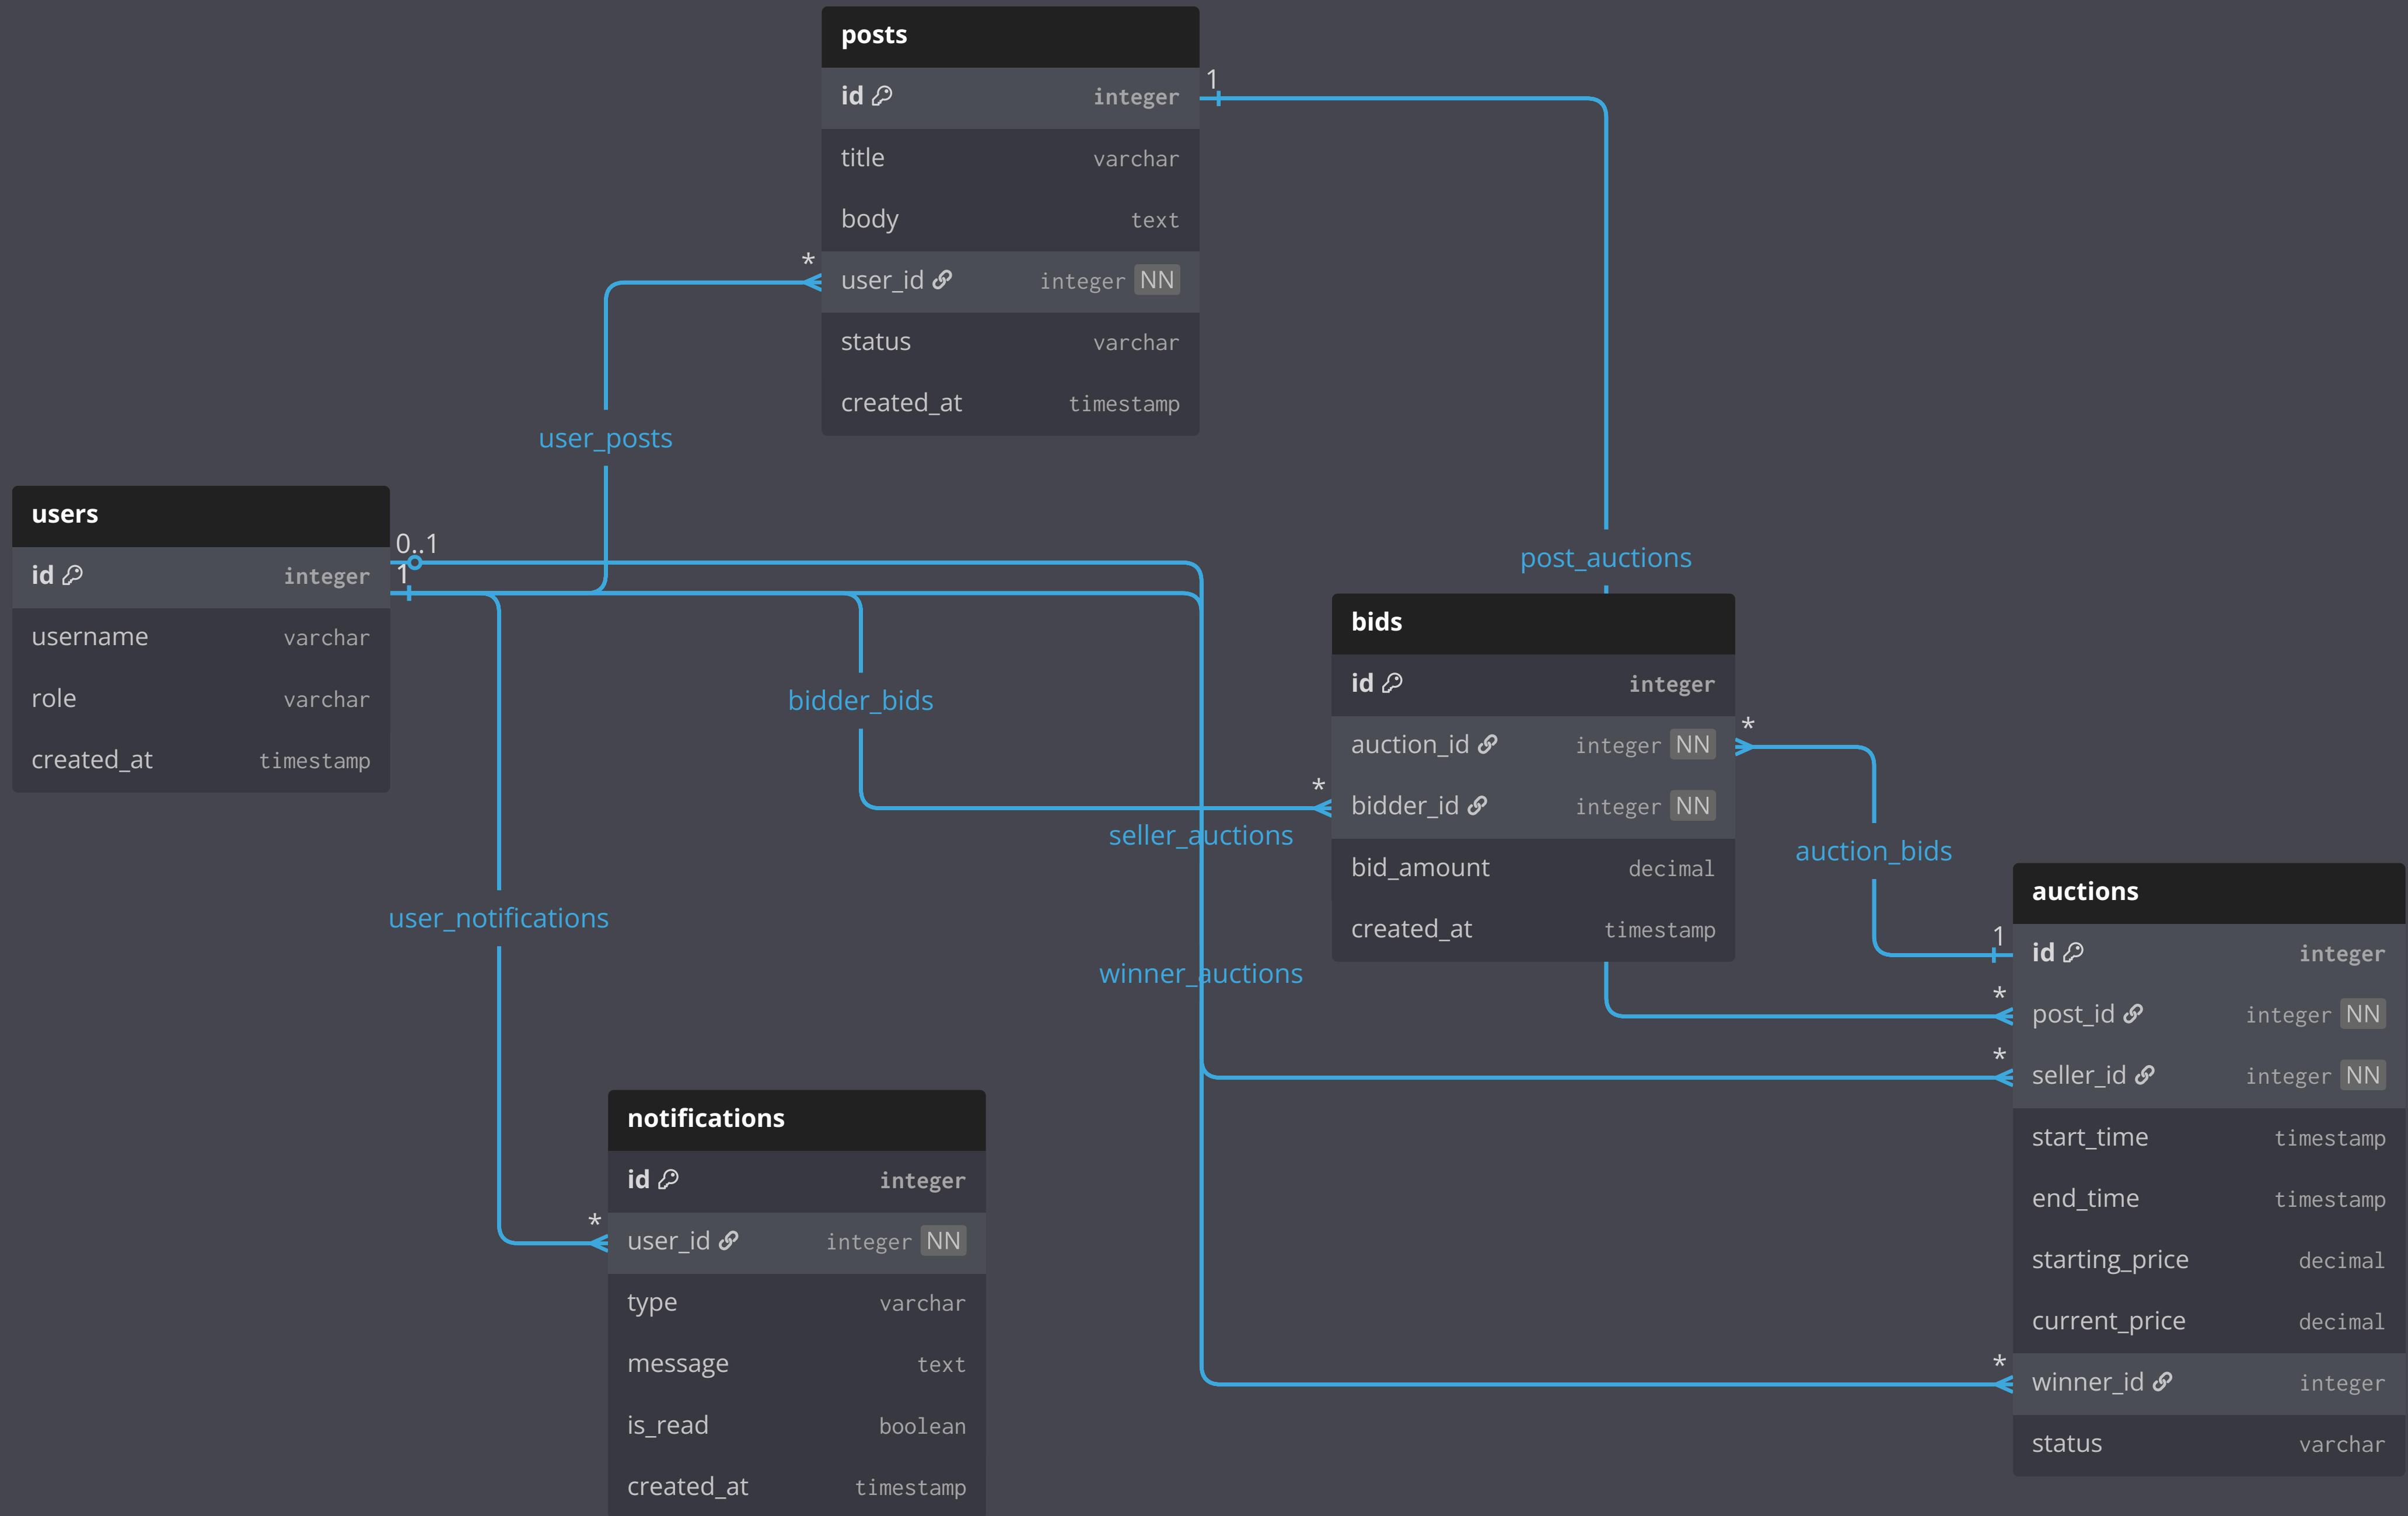 posts
id integer
title varchar
body text
user_id integer NN
status varchar
created_at timestamp
1
*
user_posts
users
id integer
username varchar
role varchar
created_at timestamp
0..1
1
post_auctions
bidder_bids
bids
id integer
auction_id integer NN
bidder_id integer NN
bid_amount decimal
created_at timestamp
*
*
seller_auctions
auction_bids
user_notifications
winner_auctions
auctions
id integer
post_id integer NN
seller_id integer NN
start_time timestamp
end_time timestamp
starting_price decimal
current_price decimal
winner_id integer
status varchar
1
*
*
*
notifications
id integer
user_id integer NN
type varchar
message text
is_read boolean
created_at timestamp
*